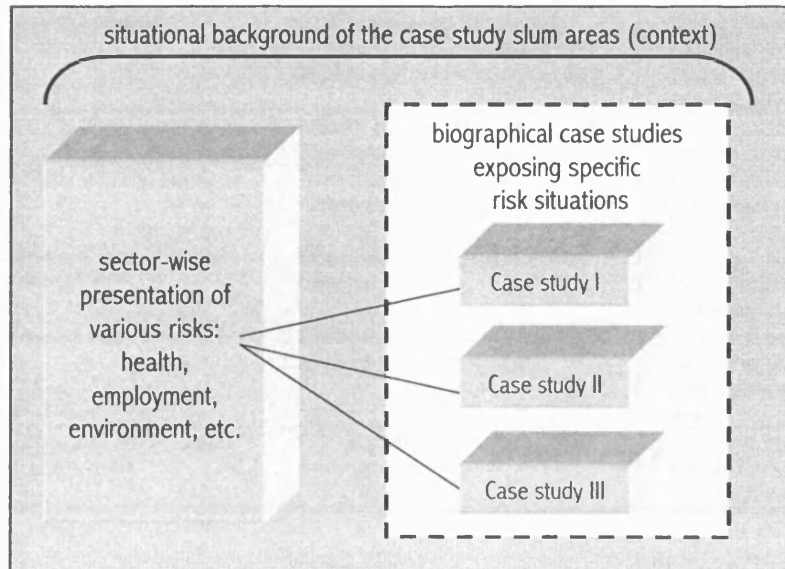 situational background of the case study slum areas (context)
sector-wise
presentation of
various risks:
health,
employment,
environment, etc.
biographical case studies
exposing specific
risk situations
Case study I
Case study II
Case study III